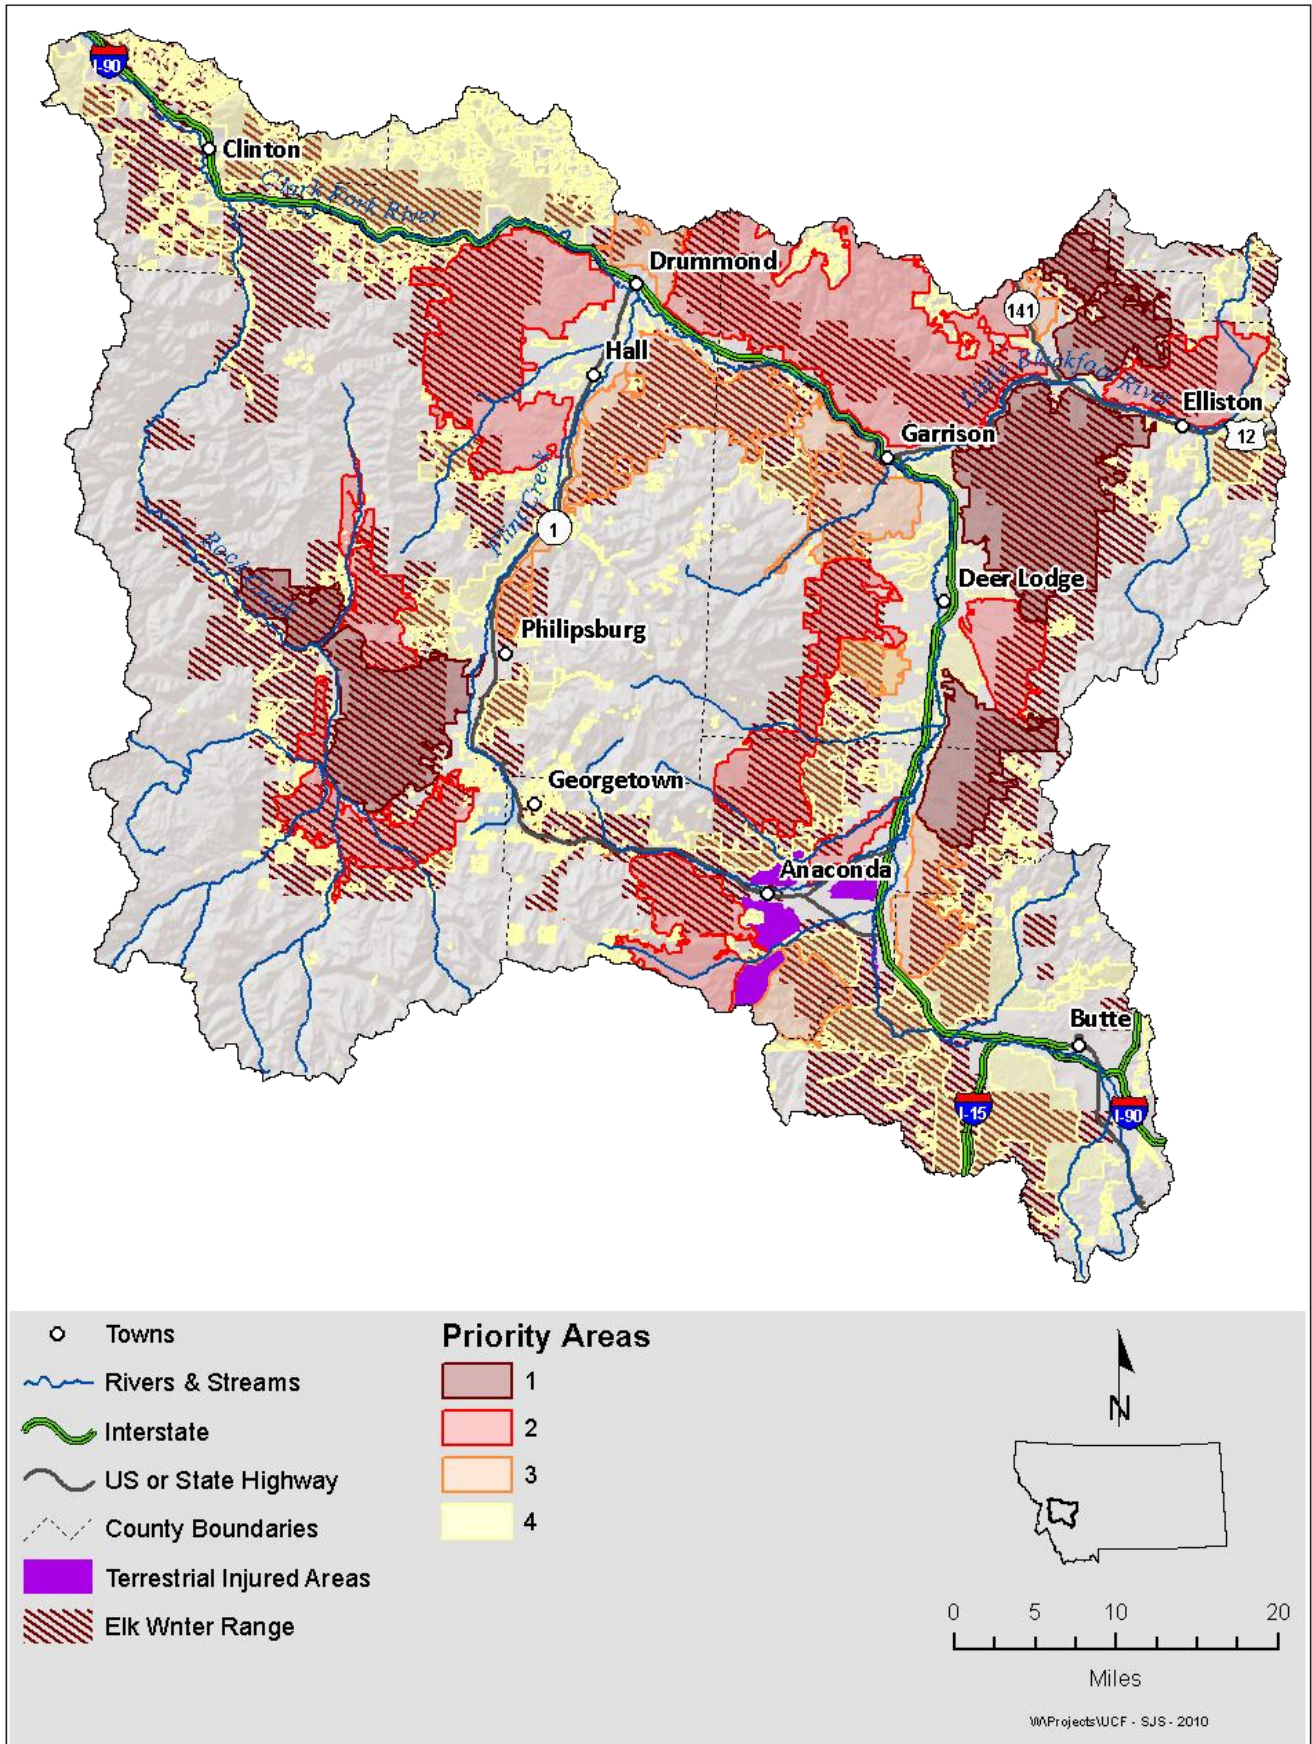 I-90
Clinton
Clark Fork River
Drummond
141
Hall
Little Blackfoot River
Elliston
12
Garrison
Flint Creek
1
Rock Creek
Deer Lodge
Philipsburg
Georgetown
Anaconda
Butte
I-15
I-90
Towns
Rivers & Streams
Interstate
US or State Highway
County Boundaries
Terrestrial Injured Areas
Elk Wnter Range
Priority Areas
1
2
3
4
N
0 5 10 20
Miles
W\Projects\UCF - SJS - 2010